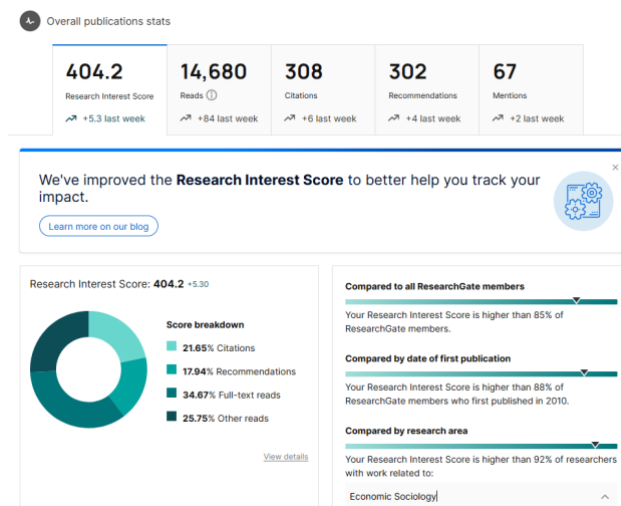 Overall publications stats
404.2
Research Interest Score
+5.3 last week
14,680
Reads
+84 last week
308
Citations
+6 last week
302
Recommendations
+4 last week
67
Mentions
+2 last week
We've improved the Research Interest Score to better help you track your
impact.
Learn more on our blog
Research Interest Score: 404.2 +5.30
Score breakdown
21.65% Citations
17.94% Recommendations
34.67% Full-text reads
25.75% Other reads
View details
Compared to all ResearchGate members
Your Research Interest Score is higher than 85% of
ResearchGate members.
Compared by date of first publication
Your Research Interest Score is higher than 88% of
ResearchGate members who first published in 2010.
Compared by research area
Your Research Interest Score is higher than 92% of researchers
with work related to:
Economic Sociology